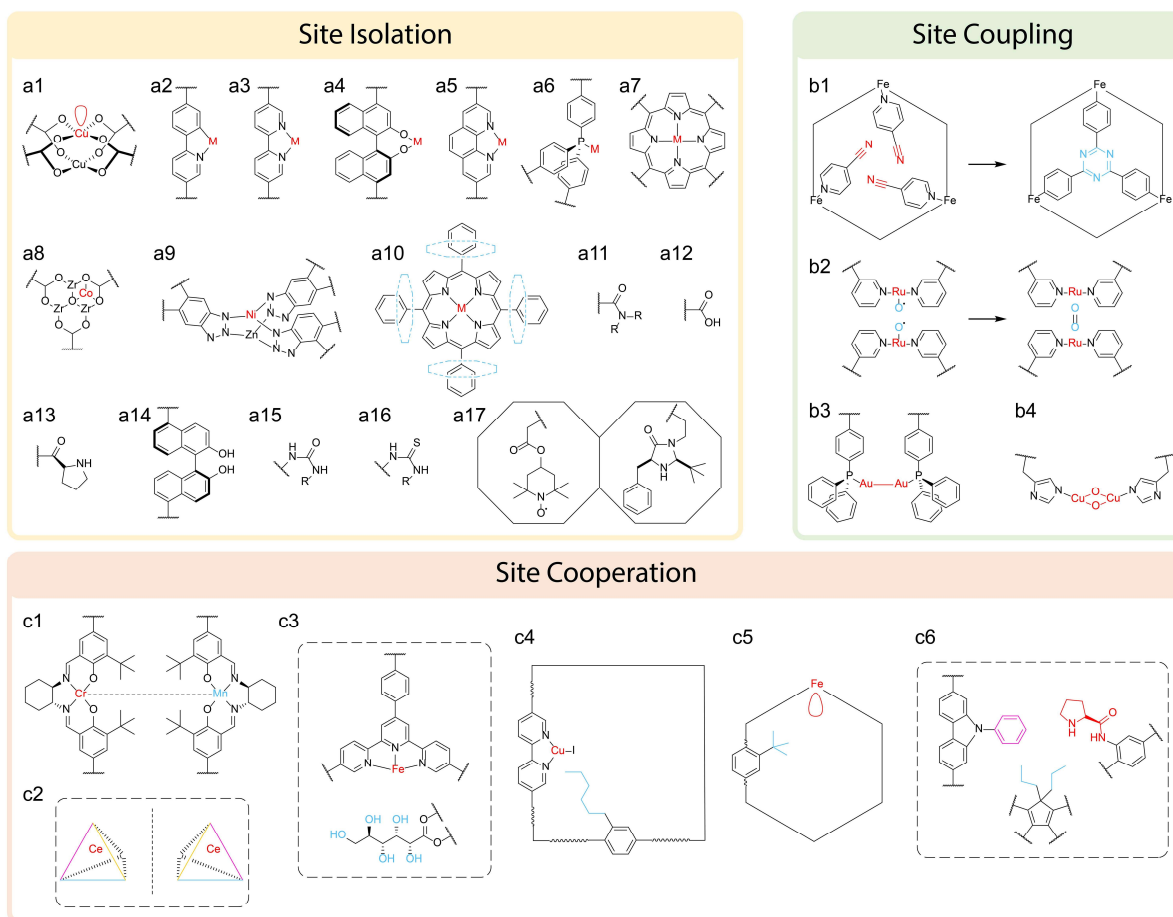 Site Isolation
a1
a2
a3
a4
a5
a6
a7
O
O
Cu
O
O
O
O
Cu
O
O
M
N
N
M
N
O
M
O
N
M
N
P
M
N
N
M
N
N
a8
a9
a10
a11
a12
O
Zr
O
O
O
Co
O
Zr
Zr
O
O
O
N
N
N
Ni
Zn
N
N
N
N
N
N
N
N
M
N
N
O
N
R
R
O
OH
a13
a14
a15
a16
a17
O
NH
OH
OH
O
NH
NH
R
S
NH
NH
R
O
O
N
O•
O
N
N
H
Site Coupling
b1
Fe
N
N
N
N
N
N
Fe
Fe
Fe
N
N
N
Fe
Fe
b2
N
Ru
N
O•
O•
N
Ru
N
N
Ru
N
O
O
N
Ru
N
b3
b4
P
Au
Au
P
N
N
Cu
O
O
Cu
N
N
Site Cooperation
c1
N
O
Cr
N
O
O
N
Mn
O
N
c2
Ce
Ce
c3
N
N
N
Fe
OH
OH
HO
OH
OH
O
O
c4
N
Cu
I
N
c5
Fe
c6
N
NH
O
HN